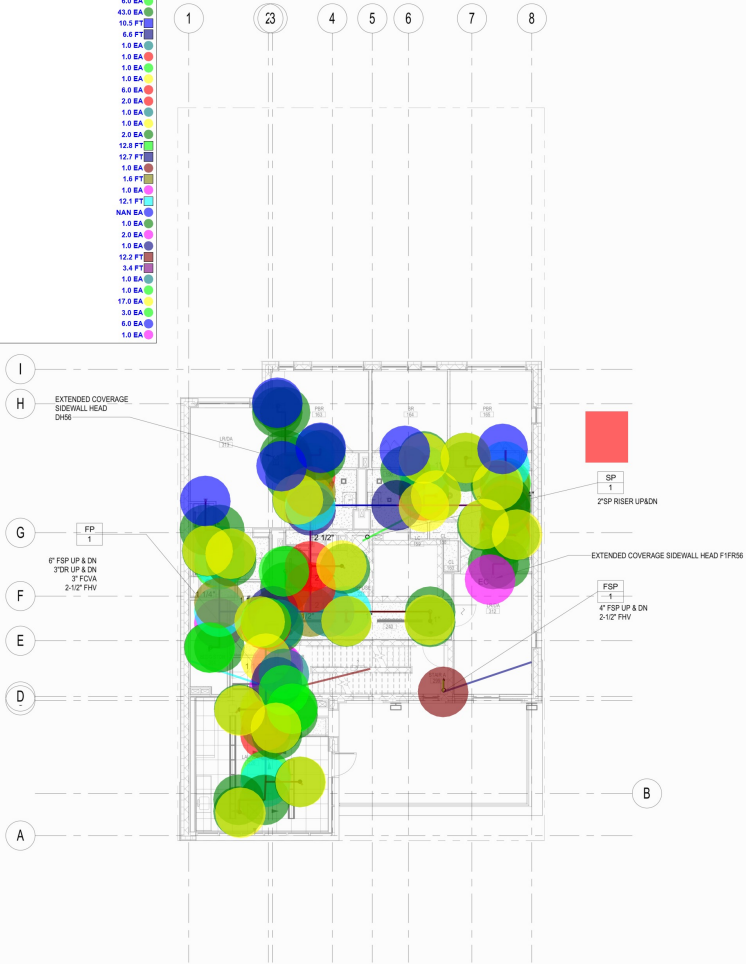 6.0 EA
43.0 EA
10.5 FT
6.6 FT
1.0 EA
1.0 EA
1.0 EA
1.0 EA
6.0 EA
2.0 EA
1.0 EA
1.0 EA
2.0 EA
12.8 FT
12.7 FT
1.0 EA
1.6 FT
1.0 EA
12.1 FT
NAN EA
1.0 EA
2.0 EA
1.0 EA
12.2 FT
3.4 FT
1.0 EA
1.0 EA
17.0 EA
3.0 EA
6.0 EA
1.0 EA
1
2
3
4
5
6
7
8
I
H
EXTENDED COVERAGE
SIDEWALL HEAD
DH56
SP
1
2"SP RISER UP&DN
G
FP
1
6" FSP UP & DN
3"DR UP & DN
3" FCVA
2-1/2" FHV
2 1/2"
EXTENDED COVERAGE SIDEWALL HEAD F1FR56
F
FSP
1
4" FSP UP & DN
2-1/2" FHV
E
D
B
A